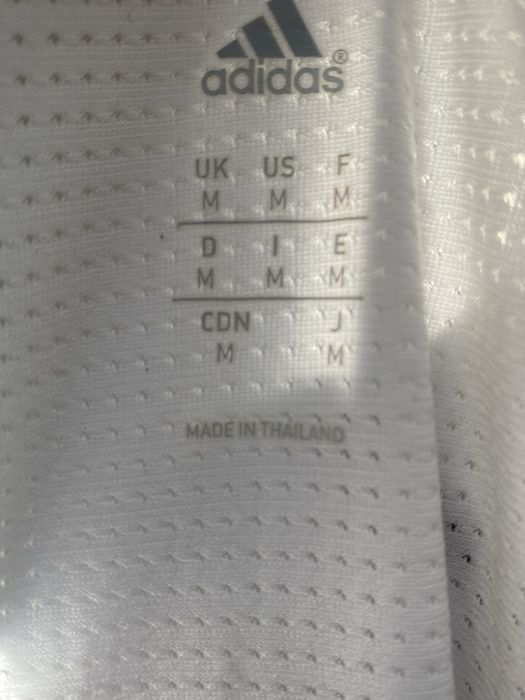 adidas®
UK US F
M M M
D I E
M M M
CDN J
M M
MADE IN THAILAND